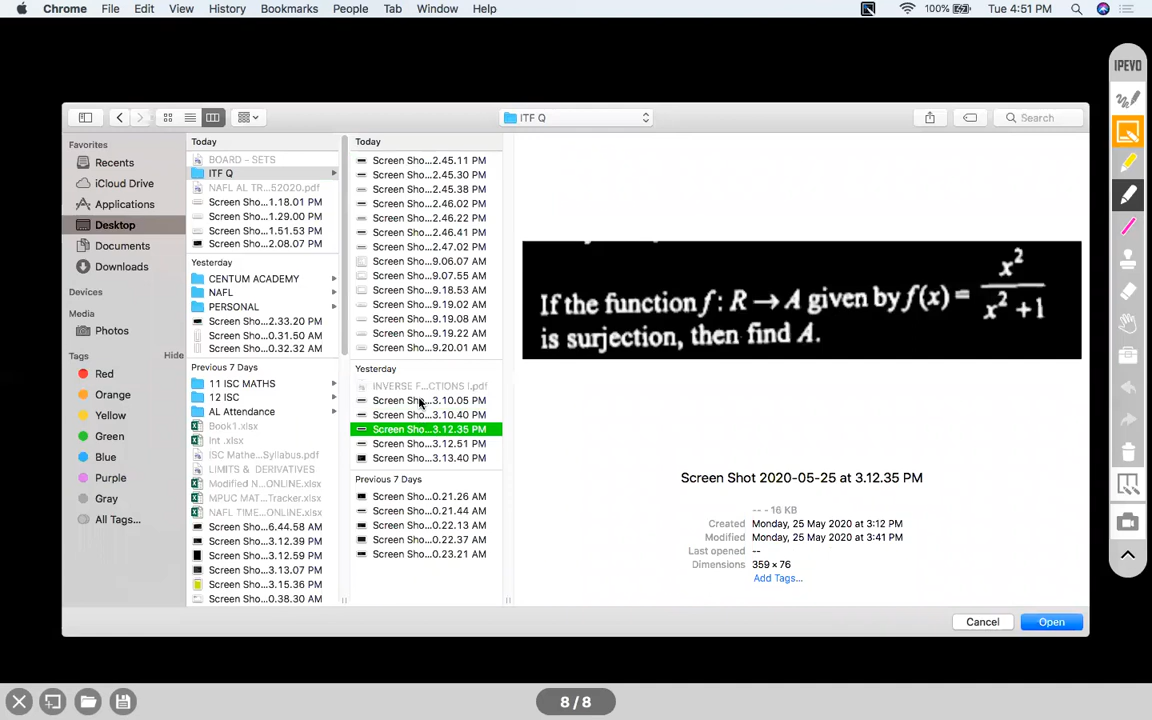 Chrome File Edit View History Bookmarks People Tab Window Help
100% Tue 4:51 PM
IPEVO
ITF Q
Search
Favorites
Recents
iCloud Drive
Applications
Desktop
Documents
Downloads
Devices
Media
Photos
Tags Hide
Red
Orange
Yellow
Green
Blue
Purple
Gray
All Tags...
Today
BOARD - SETS
ITF Q
NAFL AL TR...52020.pdf
Screen Sho...1.18.01 PM
Screen Sho...1.29.00 PM
Screen Sho...1.51.53 PM
Screen Sho...2.08.07 PM
Yesterday
CENTUM ACADEMY
NAFL
PERSONAL
Screen Sho...2.33.20 PM
Screen Sho...0.31.50 AM
Screen Sho...0.32.32 AM
Previous 7 Days
11 ISC MATHS
12 ISC
AL Attendance
Book1.xlsx
Int .xlsx
ISC Mathe...Syllabus.pdf
LIMITS & DERIVATIVES
Modified N...ONLINE.xlsx
MPUC MAT...Tracker.xlsx
NAFL TIME...ONLINE.xlsx
Screen Sho...6.44.58 AM
Screen Sho...3.12.39 PM
Screen Sho...3.12.59 PM
Screen Sho...3.13.07 PM
Screen Sho...3.15.36 PM
Screen Sho...0.38.30 AM
Today
Screen Sho...2.45.11 PM
Screen Sho...2.45.30 PM
Screen Sho...2.45.38 PM
Screen Sho...2.46.02 PM
Screen Sho...2.46.22 PM
Screen Sho...2.46.41 PM
Screen Sho...2.47.02 PM
Screen Sho...9.06.07 AM
Screen Sho...9.07.55 AM
Screen Sho...9.18.53 AM
Screen Sho...9.19.02 AM
Screen Sho...9.19.08 AM
Screen Sho...9.19.22 AM
Screen Sho...9.20.01 AM
Yesterday
INVERSE F...CTIONS I.pdf
Screen Sho...3.10.05 PM
Screen Sho...3.10.40 PM
Screen Sho...3.12.35 PM
Screen Sho...3.12.51 PM
Screen Sho...3.13.40 PM
Previous 7 Days
Screen Sho...0.21.26 AM
Screen Sho...0.21.44 AM
Screen Sho...0.22.13 AM
Screen Sho...0.22.37 AM
Screen Sho...0.23.21 AM
If the function f : R → A given by f(x) = x²/(x² + 1)
is surjection, then find A.
Screen Shot 2020-05-25 at 3.12.35 PM
-- - 16 KB
Created Monday, 25 May 2020 at 3:12 PM
Modified Monday, 25 May 2020 at 3:41 PM
Last opened --
Dimensions 359 × 76
Add Tags...
Cancel Open
8 / 8